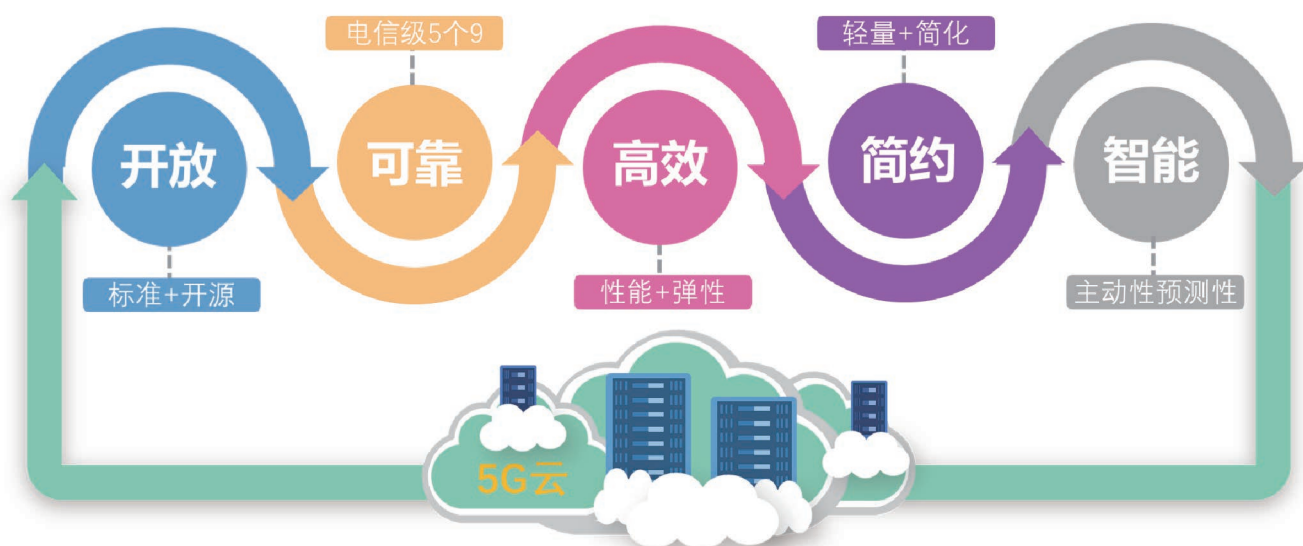 电信级5个9
轻量+简化
开放
可靠
高效
简约
智能
标准+开源
性能+弹性
主动性预测性
5G云